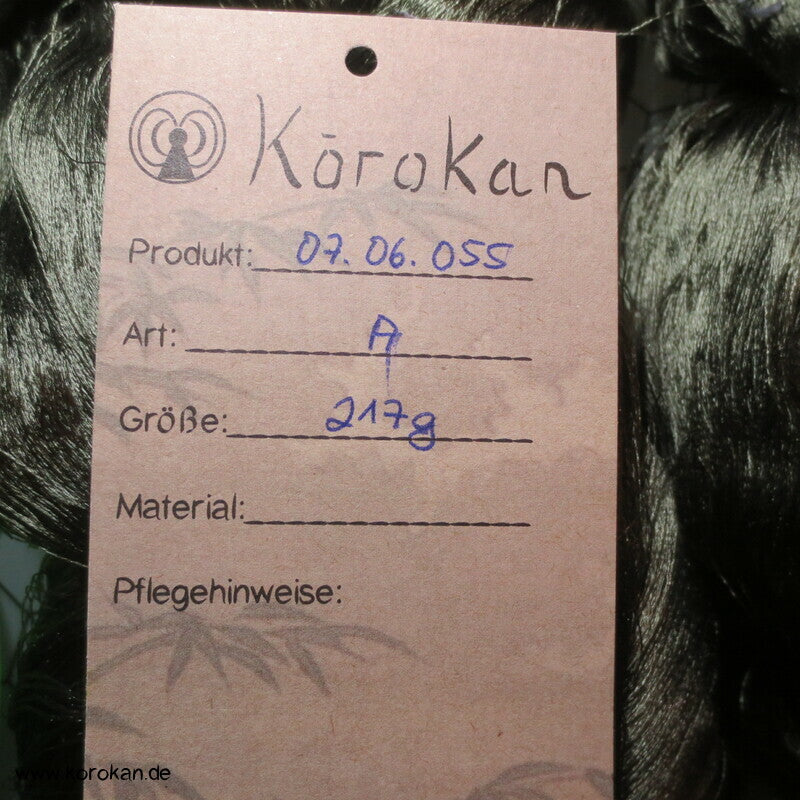 Kōrokan
Produkt: 07.06.055
Art: A
Größe: 217g
Material:
Pflegehinweise:
www.korokan.de